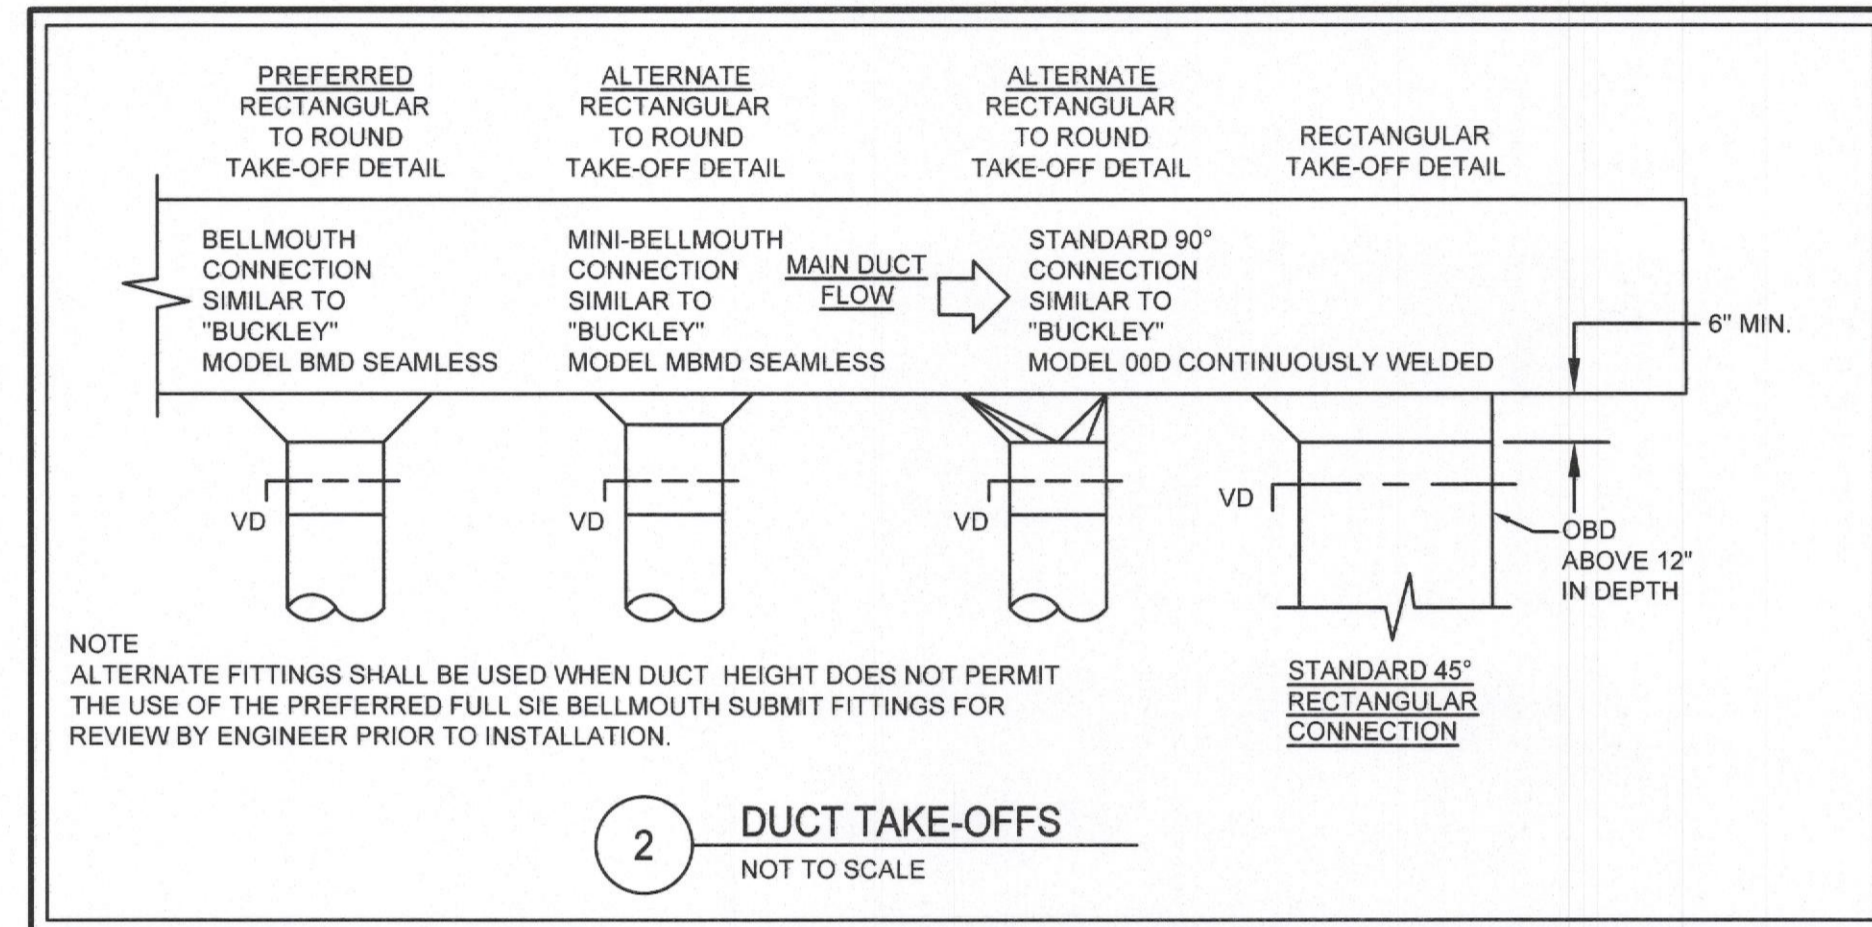 PREFERRED
RECTANGULAR
TO ROUND
TAKE-OFF DETAIL
ALTERNATE
RECTANGULAR
TO ROUND
TAKE-OFF DETAIL
ALTERNATE
RECTANGULAR
TO ROUND
TAKE-OFF DETAIL
RECTANGULAR
TAKE-OFF DETAIL
BELLMOUTH
CONNECTION
SIMILAR TO
"BUCKLEY"
MODEL BMD SEAMLESS
MINI-BELLMOUTH
CONNECTION
SIMILAR TO
"BUCKLEY"
MODEL MBMD SEAMLESS
MAIN DUCT
FLOW
STANDARD 90°
CONNECTION
SIMILAR TO
"BUCKLEY"
MODEL 00D CONTINUOUSLY WELDED
6" MIN.
VD
VD
VD
VD
OBD
ABOVE 12"
IN DEPTH
NOTE
ALTERNATE FITTINGS SHALL BE USED WHEN DUCT HEIGHT DOES NOT PERMIT
THE USE OF THE PREFERRED FULL SIE BELLMOUTH SUBMIT FITTINGS FOR
REVIEW BY ENGINEER PRIOR TO INSTALLATION.
STANDARD 45°
RECTANGULAR
CONNECTION
2
DUCT TAKE-OFFS
NOT TO SCALE